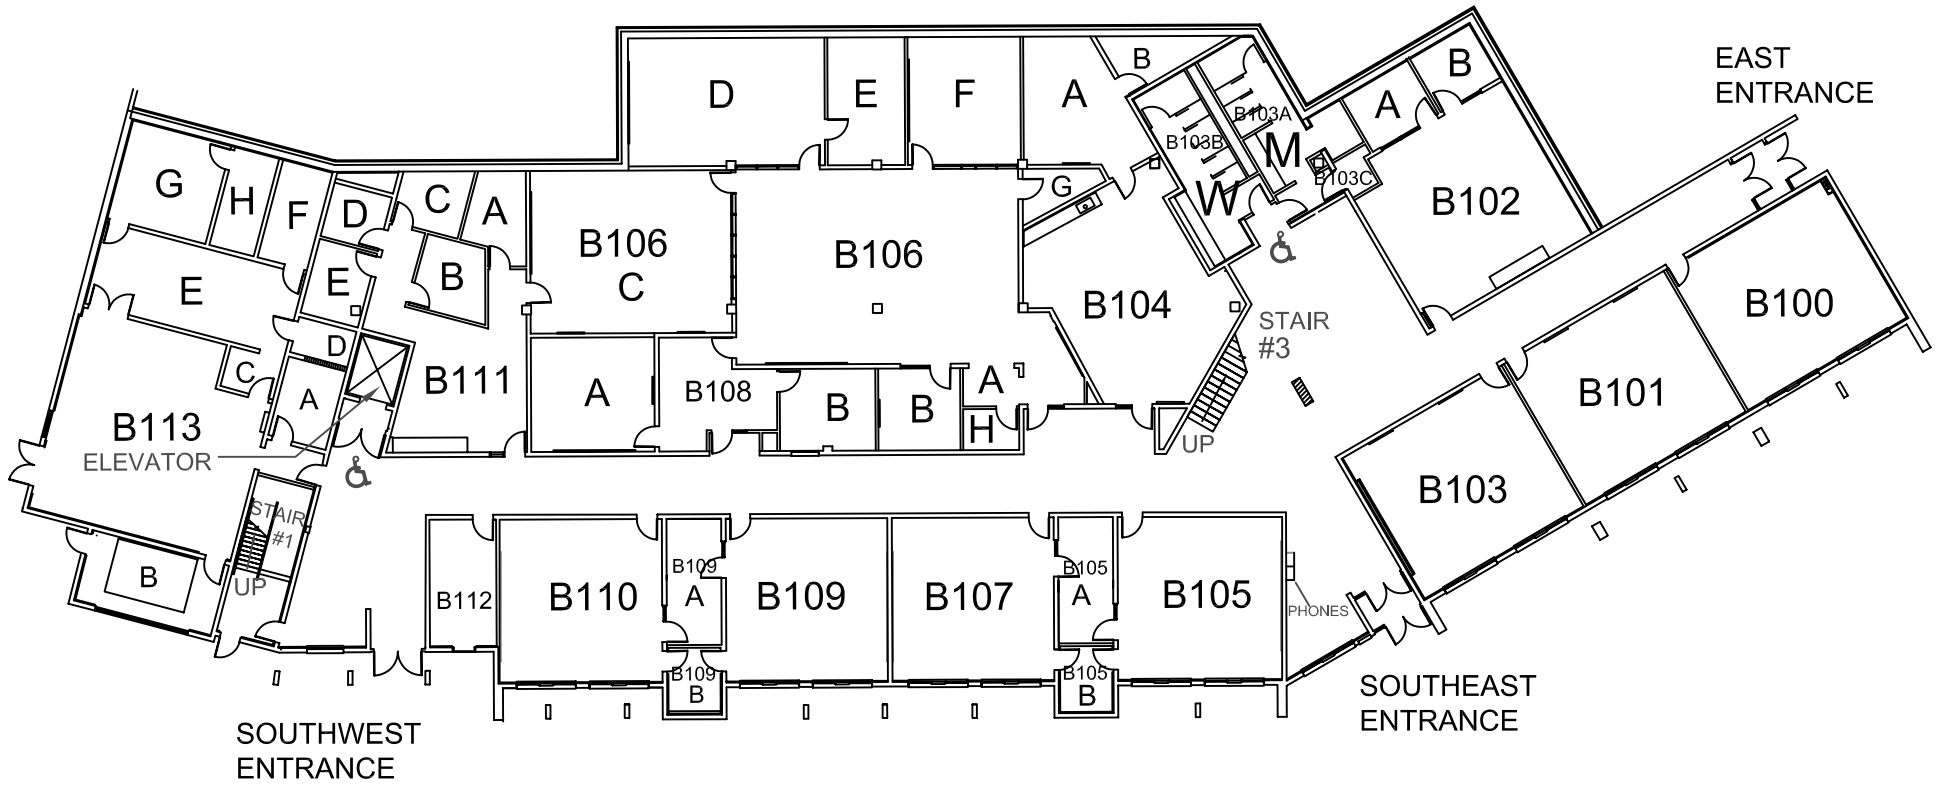 EAST
ENTRANCE
B
B
D
E
F
A
A
B103A
B103B
M
B103C
W
G
H
F
D
C
A
G
B102
B106
C
B106
E
E
B
B104
B100
STAIR
#3
D
C
A
B111
A
B108
B
B
A
H
B101
B113
ELEVATOR
UP
B103
STAIR
#1
UP
B
B112
B110
B109
A
B109
B107
B105
A
B105
PHONES
B109
B
B105
B
SOUTHWEST
ENTRANCE
SOUTHEAST
ENTRANCE